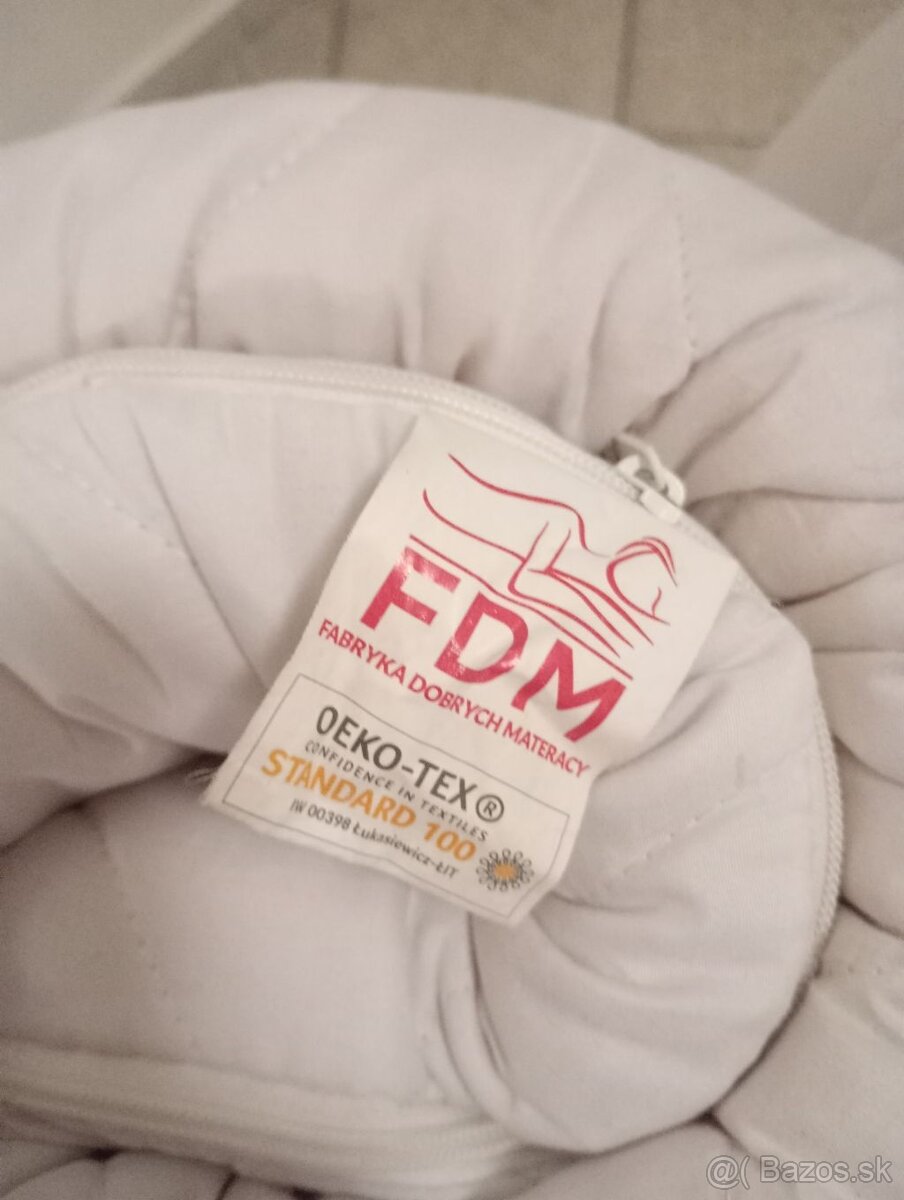 FDM
FABRYKA DOBRYCH MATERACY
OEKO-TEX®
CONFIDENCE IN TEXTILES
STANDARD 100
IW 00398 Łukasiewicz-ŁIT
@( Bazos.sk